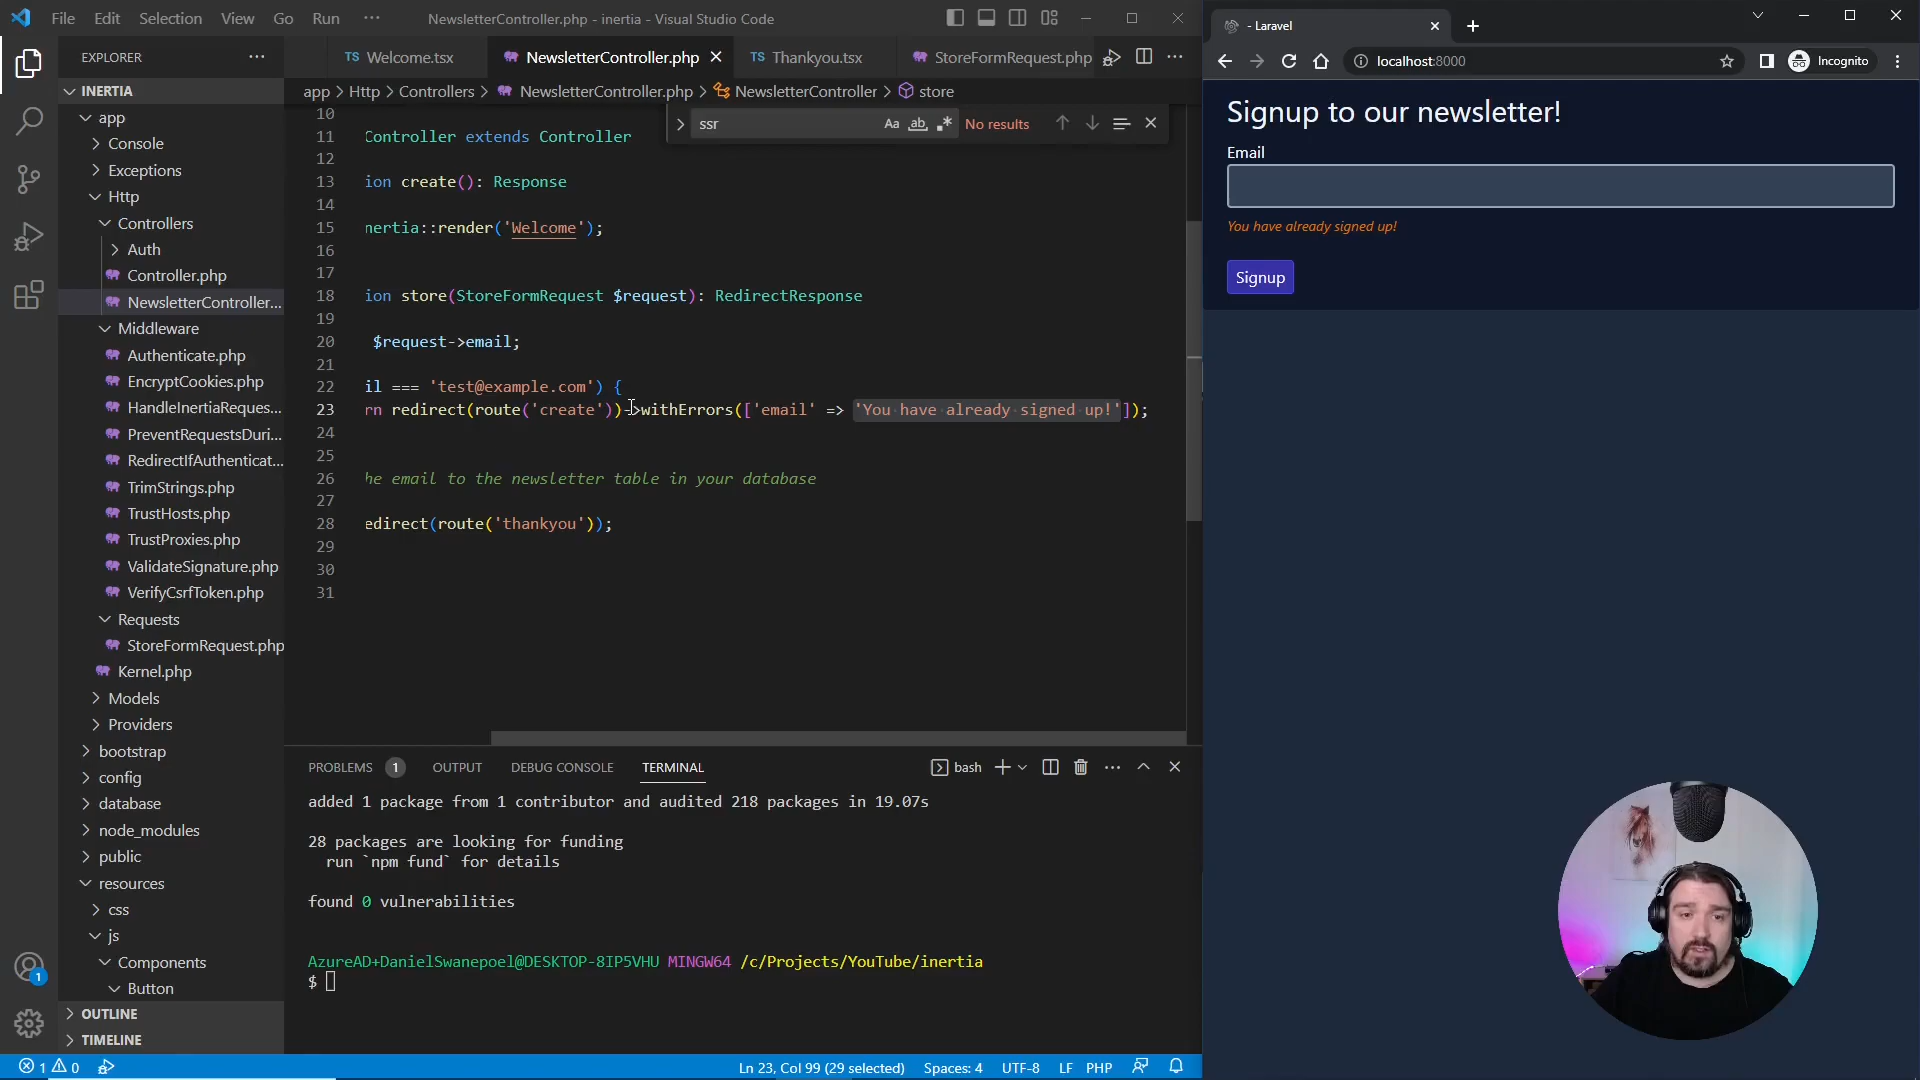 File Edit Selection View Go Run ···
NewsletterController.php - inertia - Visual Studio Code
EXPLORER
TS Welcome.tsx
NewsletterController.php
TS Thankyou.tsx
StoreFormRequest.php
INERTIA
app > Http > Controllers > NewsletterController.php > NewsletterController > store
ssr
Aa ab No results
app
Console
Exceptions
Http
Controllers
Auth
Controller.php
NewsletterController...
Middleware
Authenticate.php
EncryptCookies.php
HandleInertiaReques...
PreventRequestsDuri...
RedirectIfAuthenticat...
TrimStrings.php
TrustHosts.php
TrustProxies.php
ValidateSignature.php
VerifyCsrfToken.php
Requests
StoreFormRequest.php
Kernel.php
Models
Providers
bootstrap
config
database
node_modules
public
resources
css
js
Components
Button
OUTLINE
TIMELINE
10
11 Controller extends Controller
12
13 ion create(): Response
14
15 nertia::render('Welcome');
16
17
18 ion store(StoreFormRequest $request): RedirectResponse
19
20 $request->email;
21
22 il === 'test@example.com') {
23 rn redirect(route('create'))->withErrors(['email' => 'You have already signed up!']);
24
25
26 he email to the newsletter table in your database
27
28 edirect(route('thankyou'));
29
30
31
PROBLEMS 1 OUTPUT DEBUG CONSOLE TERMINAL
bash
added 1 package from 1 contributor and audited 218 packages in 19.07s
28 packages are looking for funding
run `npm fund` for details
found 0 vulnerabilities
AzureAD+DanielSwanepoel@DESKTOP-8IP5VHU MINGW64 /c/Projects/YouTube/inertia
$
1
1 0
Ln 23, Col 99 (29 selected) Spaces: 4 UTF-8 LF PHP
- Laravel
localhost:8000
Incognito
Signup to our newsletter!
Email
You have already signed up!
Signup